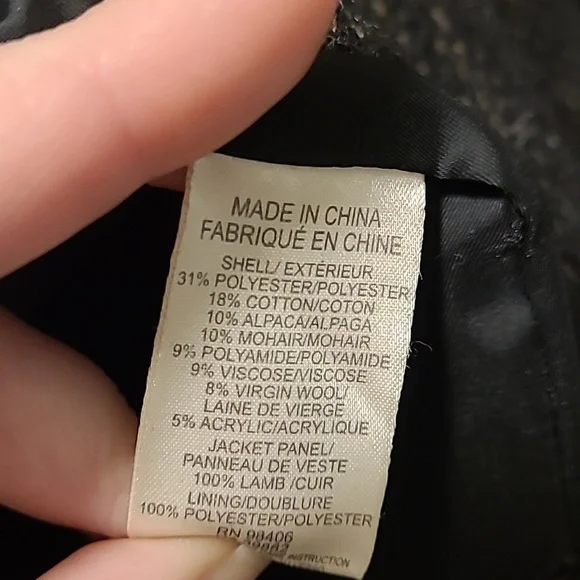 MADE IN CHINA
FABRIQUÉ EN CHINE
SHELL/ EXTÉRIEUR
31% POLYESTER/POLYESTER
18% COTTON/COTON
10% ALPACA/ALPAGA
10% MOHAIR/MOHAIR
9% POLYAMIDE/POLYAMIDE
9% VISCOSE/VISCOSE
8% VIRGIN WOOL/
LAINE DE VIERGE
5% ACRYLIC/ACRYLIQUE
JACKET PANEL/
PANNEAU DE VESTE
100% LAMB /CUIR
LINING/DOUBLURE
100% POLYESTER/POLYESTER
RN 98406
INSTRUCTION